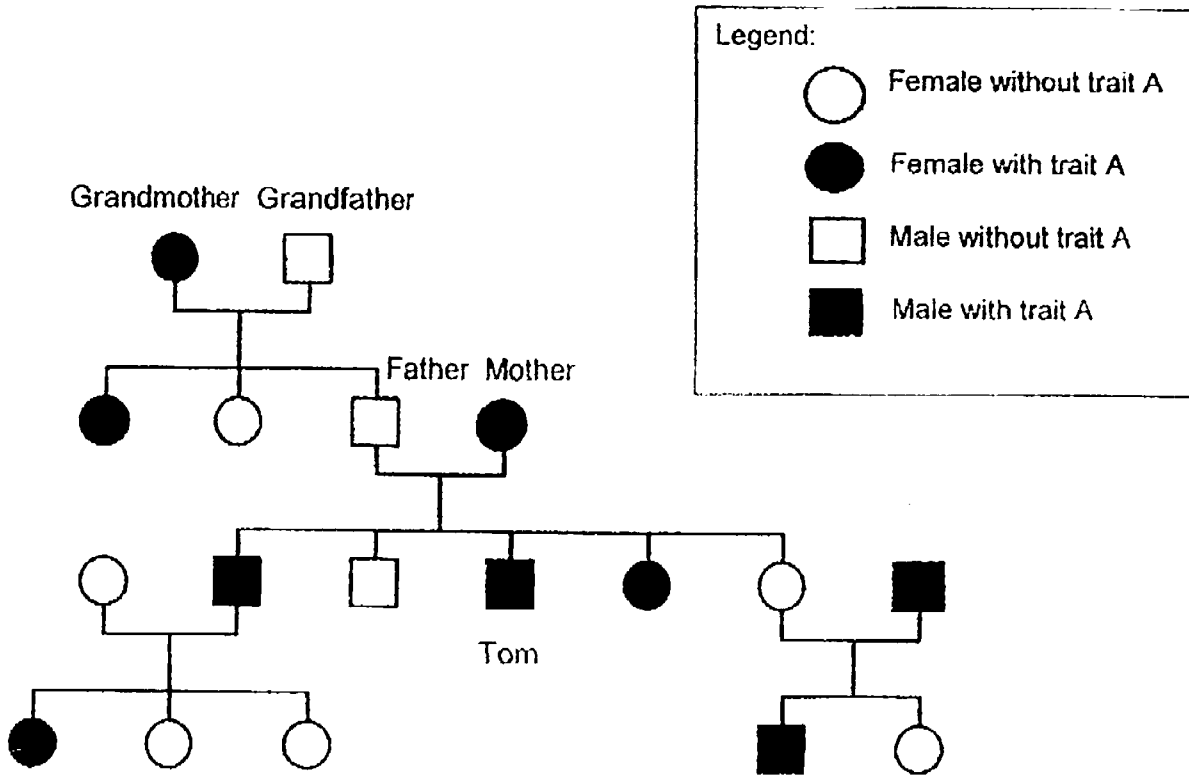 Legend:
Female without trait A
Female with trait A
Male without trait A
Male with trait A
Grandmother Grandfather
Father Mother
Tom